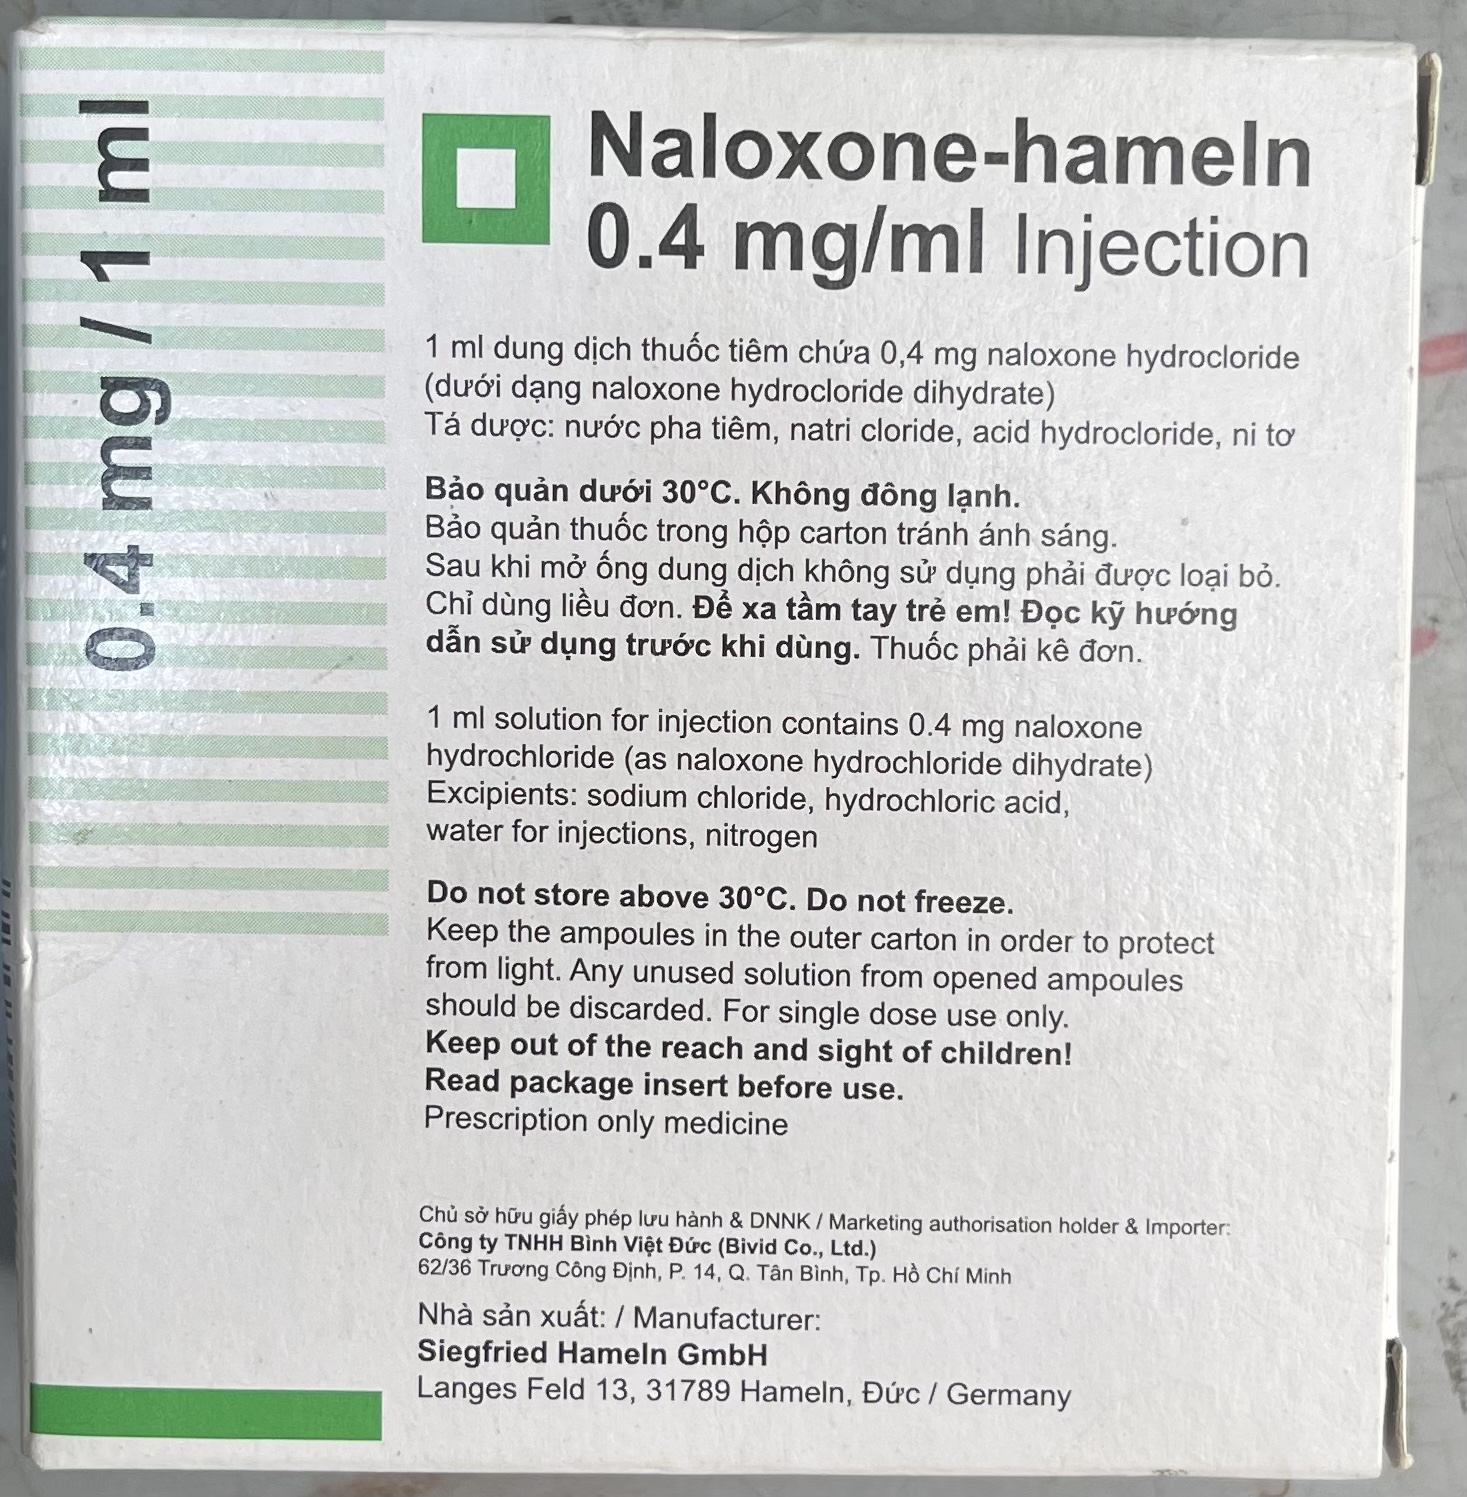 0.4 mg / 1 ml
Naloxone-hameln
0.4 mg/ml Injection
1 ml dung dịch thuốc tiêm chứa 0,4 mg naloxone hydrocloride
(dưới dạng naloxone hydrocloride dihydrate)
Tá dược: nước pha tiêm, natri cloride, acid hydrocloride, ni tơ
Bảo quản dưới 30°C. Không đông lạnh.
Bảo quản thuốc trong hộp carton tránh ánh sáng.
Sau khi mở ống dung dịch không sử dụng phải được loại bỏ.
Chỉ dùng liều đơn. Để xa tầm tay trẻ em! Đọc kỹ hướng
dẫn sử dụng trước khi dùng. Thuốc phải kê đơn.
1 ml solution for injection contains 0.4 mg naloxone
hydrochloride (as naloxone hydrochloride dihydrate)
Excipients: sodium chloride, hydrochloric acid,
water for injections, nitrogen
Do not store above 30°C. Do not freeze.
Keep the ampoules in the outer carton in order to protect
from light. Any unused solution from opened ampoules
should be discarded. For single dose use only.
Keep out of the reach and sight of children!
Read package insert before use.
Prescription only medicine
Chủ sở hữu giấy phép lưu hành & DNNK / Marketing authorisation holder & Importer:
Công ty TNHH Bình Việt Đức (Bivid Co., Ltd.)
62/36 Trương Công Định, P. 14, Q. Tân Bình, Tp. Hồ Chí Minh
Nhà sản xuất: / Manufacturer:
Siegfried Hameln GmbH
Langes Feld 13, 31789 Hameln, Đức / Germany